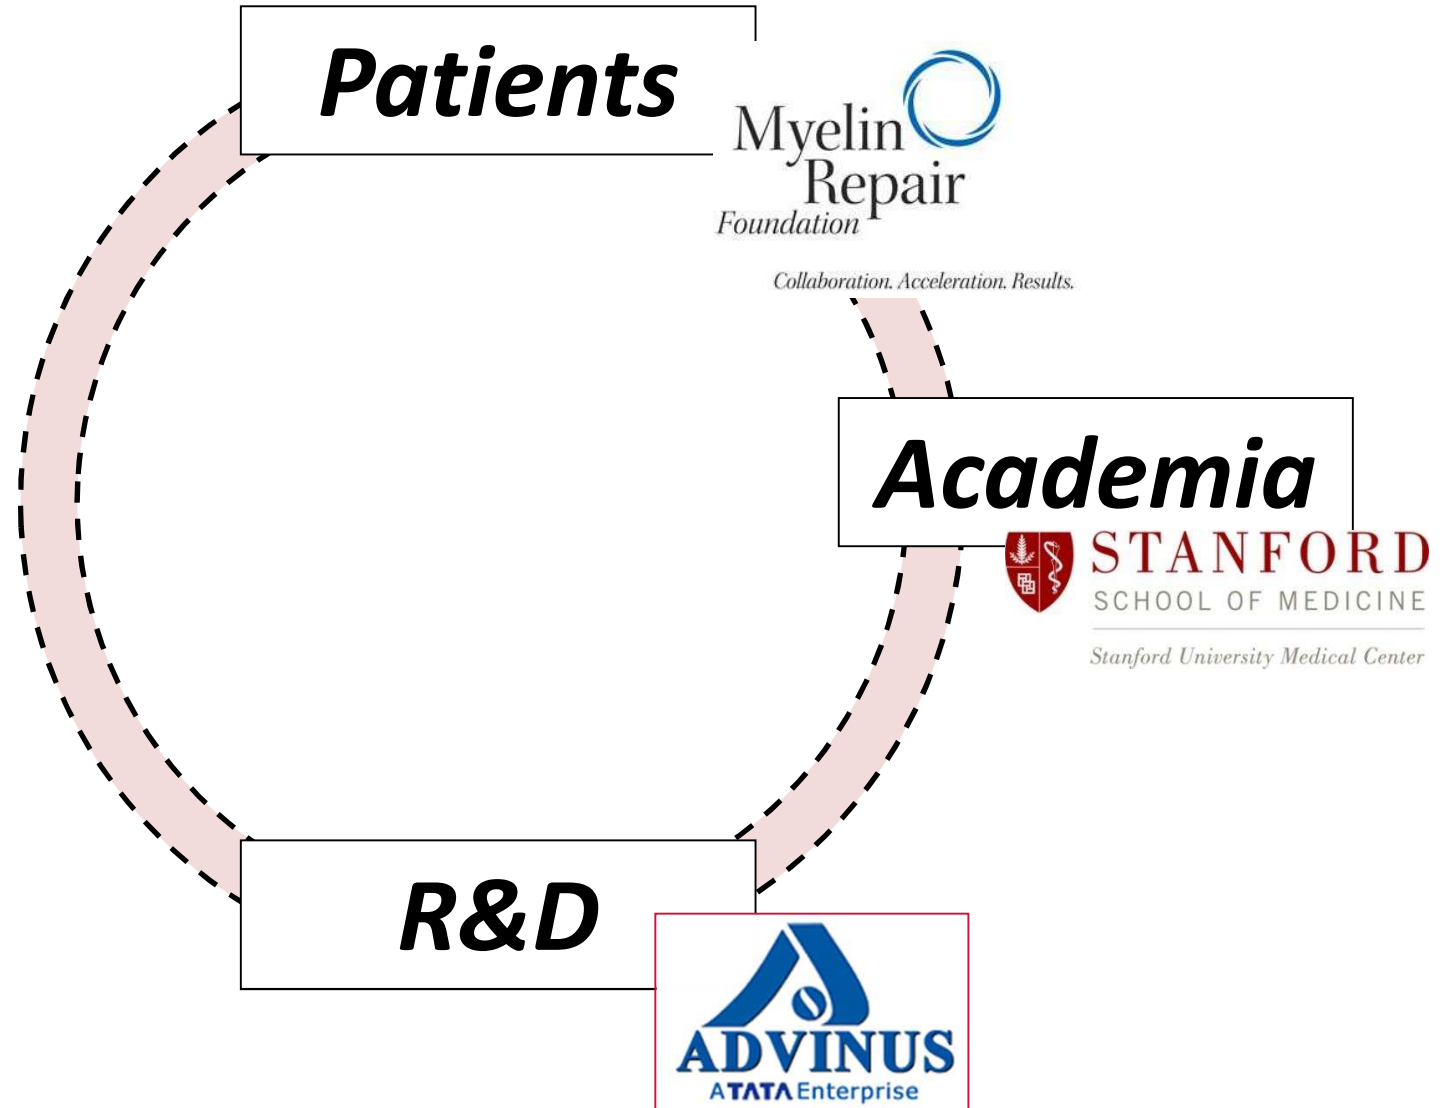 Patients
Myelin
Repair
Foundation
Collaboration. Acceleration. Results.
Academia
STANFORD
SCHOOL OF MEDICINE
Stanford University Medical Center
R&D
ADVINUS
A TATA Enterprise